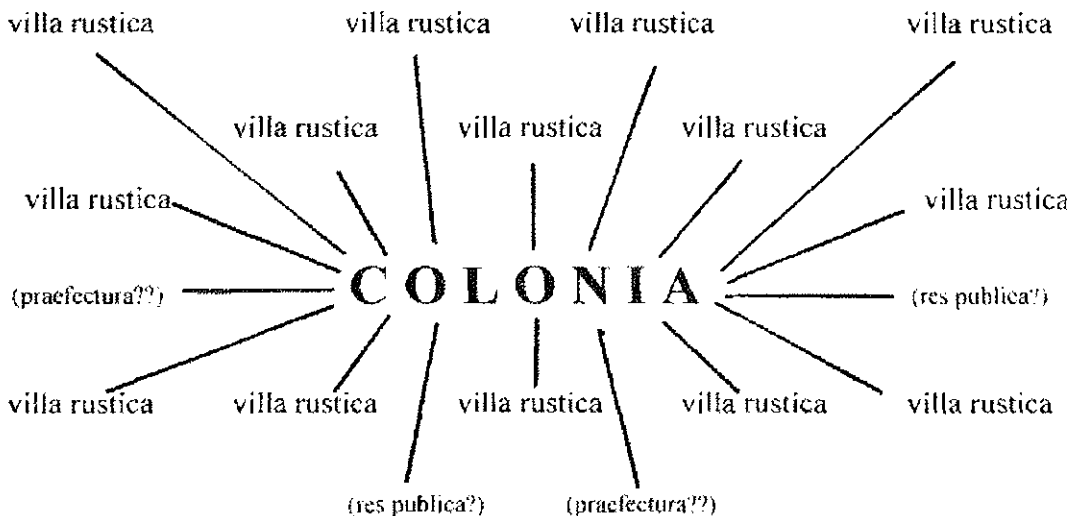 villa rustica villa rustica villa rustica villa rustica
villa rustica villa rustica villa rustica
villa rustica villa rustica
(praefectura??) COLONIA (res publica?)
villa rustica villa rustica villa rustica villa rustica villa rustica
(res publica?) (praefectura??)